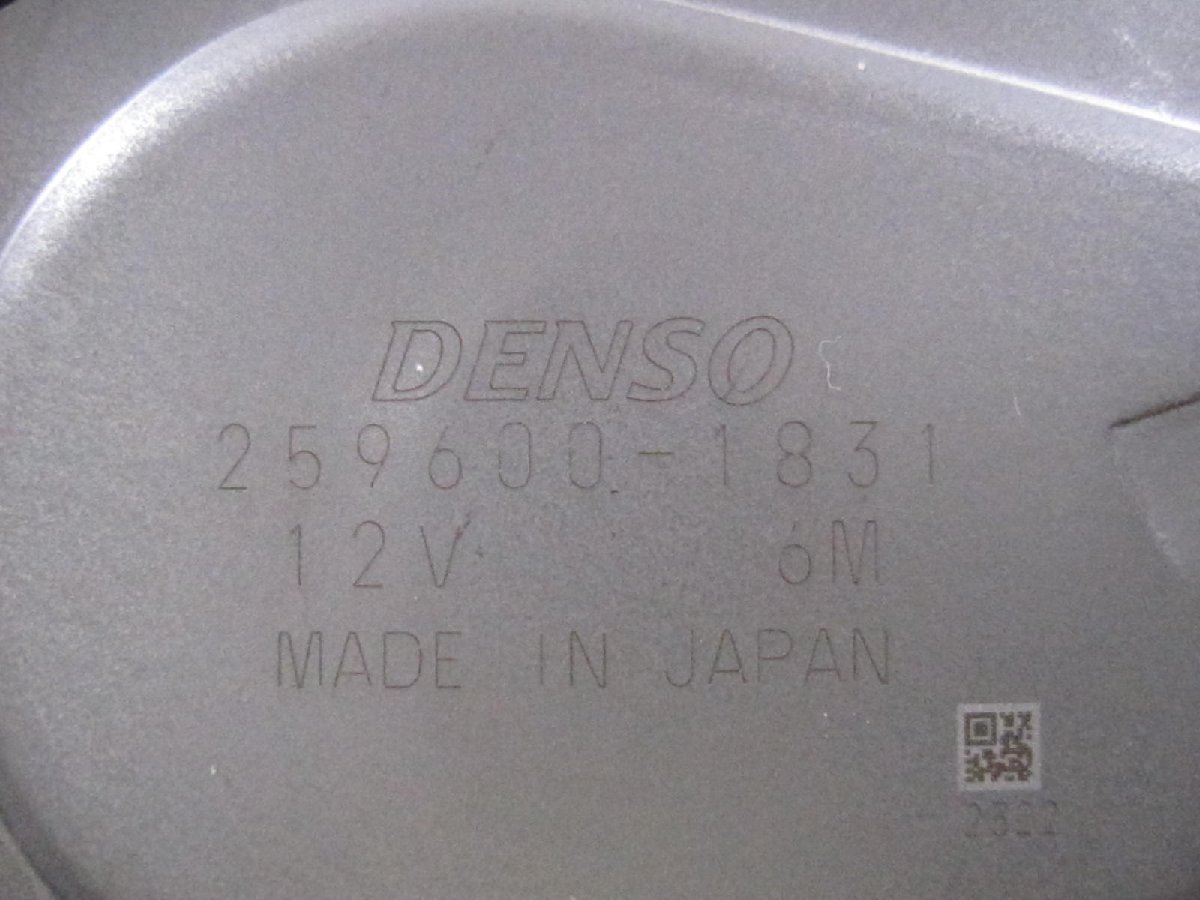 DENSO
259600-1831
12V 6M
MADE IN JAPAN